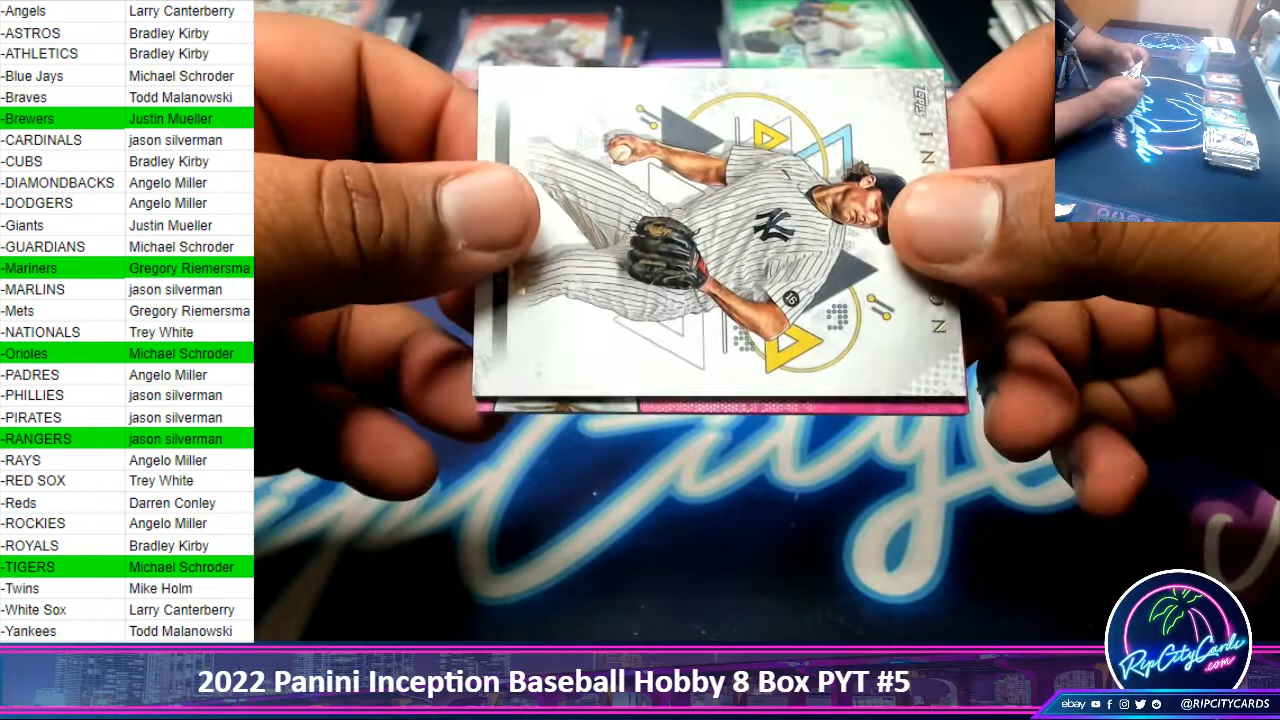 -Angels Larry Canterberry
-ASTROS Bradley Kirby
-ATHLETICS Bradley Kirby
-Blue Jays Michael Schroder
-Braves Todd Malanowski
-Brewers Justin Mueller
-CARDINALS jason silverman
-CUBS Bradley Kirby
-DIAMONDBACKS Angelo Miller
-DODGERS Angelo Miller
-Giants Justin Mueller
-GUARDIANS Michael Schroder
-Mariners Gregory Riemersma
-MARLINS jason silverman
-Mets Gregory Riemersma
-NATIONALS Trey White
-Orioles Michael Schroder
-PADRES Angelo Miller
-PHILLIES jason silverman
-PIRATES jason silverman
-RANGERS jason silverman
-RAYS Angelo Miller
-RED SOX Trey White
-Reds Darren Conley
-ROCKIES Angelo Miller
-ROYALS Bradley Kirby
-TIGERS Michael Schroder
-Twins Mike Holm
-White Sox Larry Canterberry
-Yankees Todd Malanowski
TOPPS
IN
ON
NY
16
City
2022 Panini Inception Baseball Hobby 8 Box PYT #5
RipCityCards
.com
ebay @RIPCITYCARDS